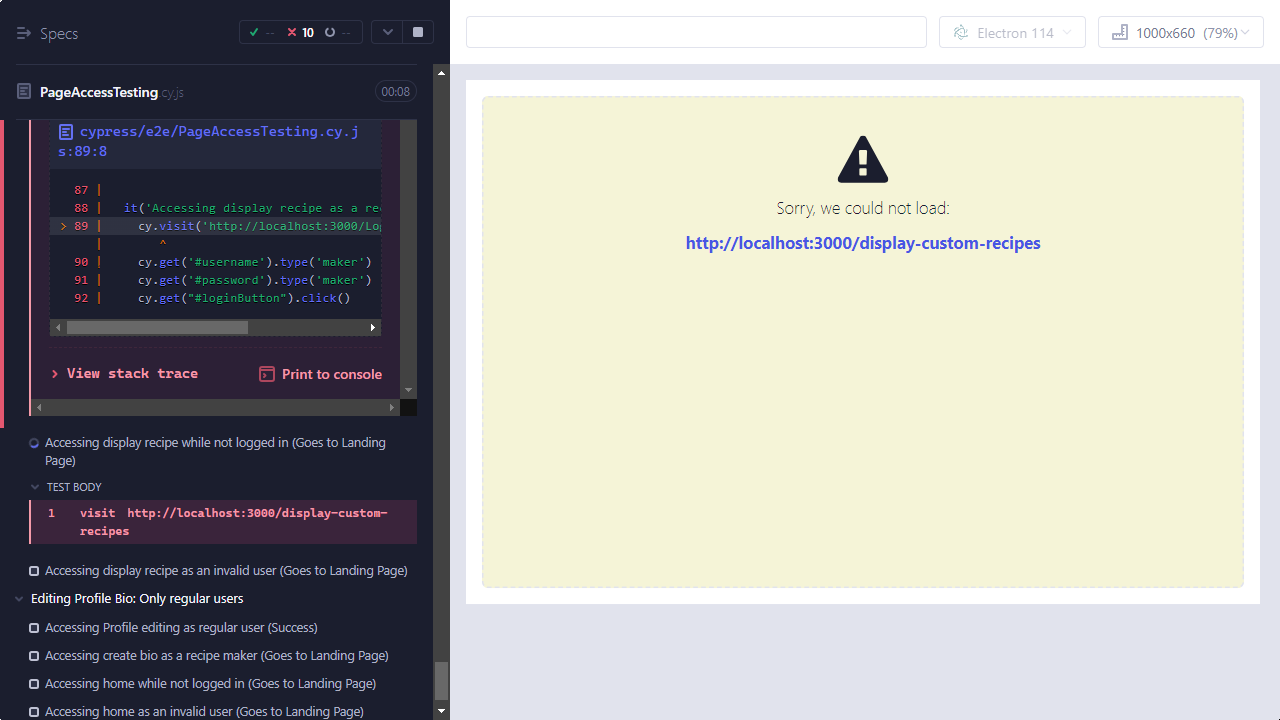 Specs
-- 10 --
PageAccessTesting.cy.js
00:08
cypress/e2e/PageAccessTesting.cy.j
s:89:8
87 |
88 | it('Accessing display recipe as a re
> 89 | cy.visit('http://localhost:3000/Log
| ^
90 | cy.get('#username').type('maker')
91 | cy.get('#password').type('maker')
92 | cy.get("#loginButton").click()
> View stack trace
Print to console
Accessing display recipe while not logged in (Goes to Landing
Page)
TEST BODY
1 visit http://localhost:3000/display-custom-
recipes
Accessing display recipe as an invalid user (Goes to Landing Page)
Editing Profile Bio: Only regular users
Accessing Profile editing as regular user (Success)
Accessing create bio as a recipe maker (Goes to Landing Page)
Accessing home while not logged in (Goes to Landing Page)
Accessing home as an invalid user (Goes to Landing Page)
Electron 114
1000x660 (79%)
Sorry, we could not load:
http://localhost:3000/display-custom-recipes